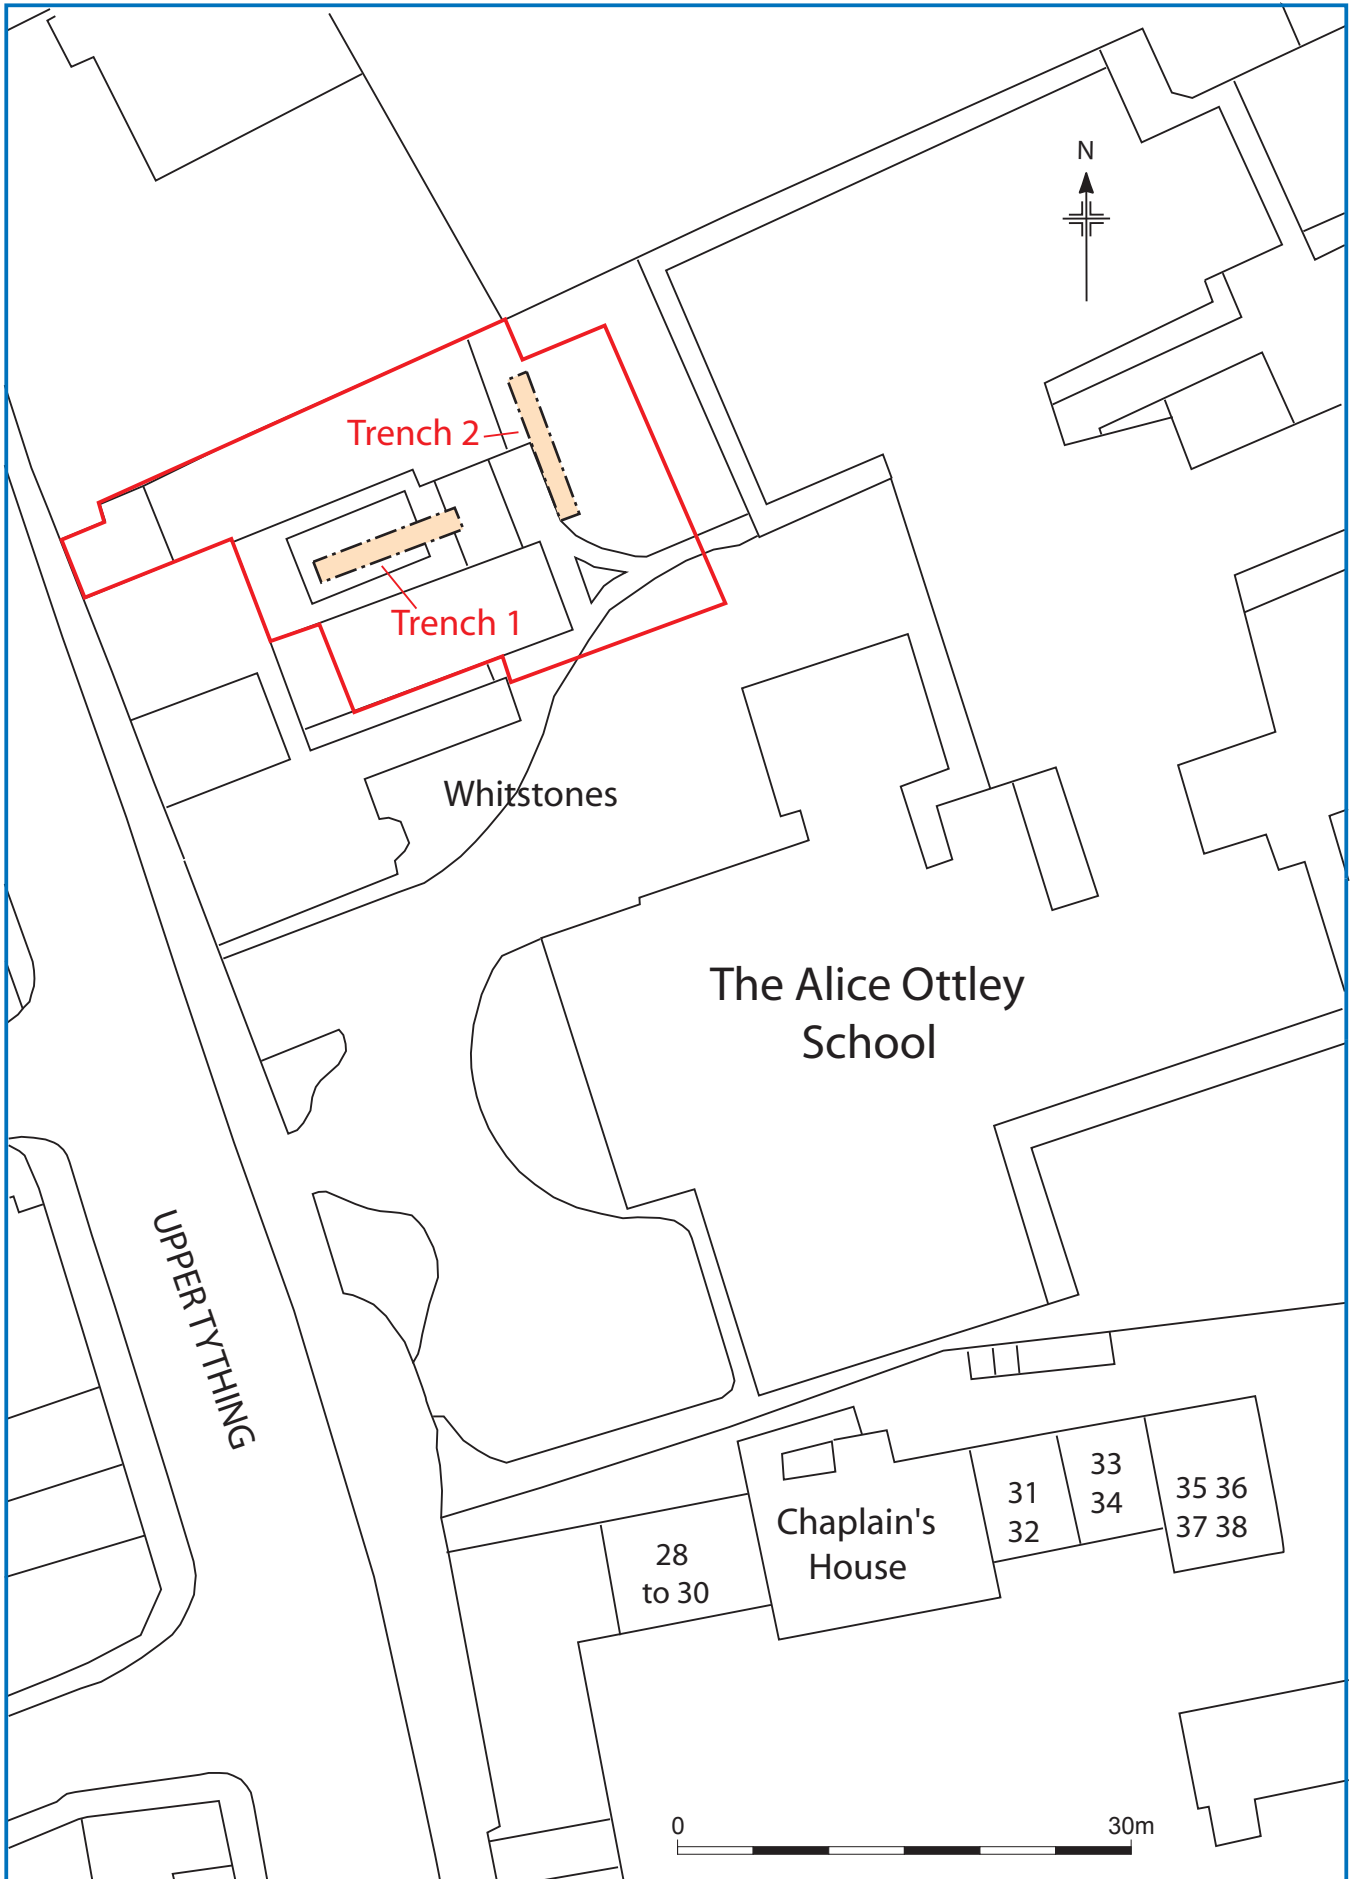 N
Trench 2
Trench 1
Whitstones
The Alice Ottley
School
UPPER TYTHING
33
34
31
32
35 36
37 38
Chaplain's
House
28
to 30
0
30m